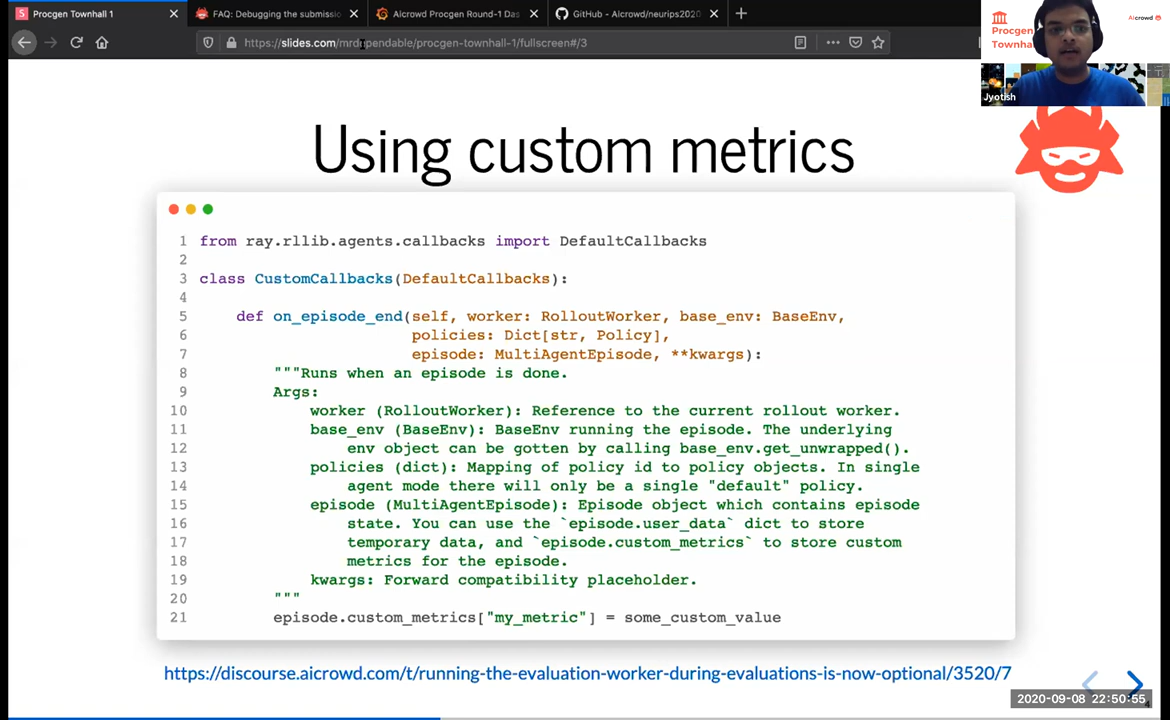 Procgen Townhall 1
FAQ: Debugging the submissio
AIcrowd Procgen Round-1 Das
GitHub - AIcrowd/neurips2020
https://slides.com/mrdependable/procgen-townhall-1/fullscreen#/3
Procgen
Townha
AIcrowd
Jyotish
Using custom metrics
1 from ray.rllib.agents.callbacks import DefaultCallbacks
2
3 class CustomCallbacks(DefaultCallbacks):
4
5 def on_episode_end(self, worker: RolloutWorker, base_env: BaseEnv,
6 policies: Dict[str, Policy],
7 episode: MultiAgentEpisode, **kwargs):
8 """Runs when an episode is done.
9 Args:
10 worker (RolloutWorker): Reference to the current rollout worker.
11 base_env (BaseEnv): BaseEnv running the episode. The underlying
12 env object can be gotten by calling base_env.get_unwrapped().
13 policies (dict): Mapping of policy id to policy objects. In single
14 agent mode there will only be a single "default" policy.
15 episode (MultiAgentEpisode): Episode object which contains episode
16 state. You can use the `episode.user_data` dict to store
17 temporary data, and `episode.custom_metrics` to store custom
18 metrics for the episode.
19 kwargs: Forward compatibility placeholder.
20 """
21 episode.custom_metrics["my_metric"] = some_custom_value
https://discourse.aicrowd.com/t/running-the-evaluation-worker-during-evaluations-is-now-optional/3520/7
2020-09-08 22:50:55